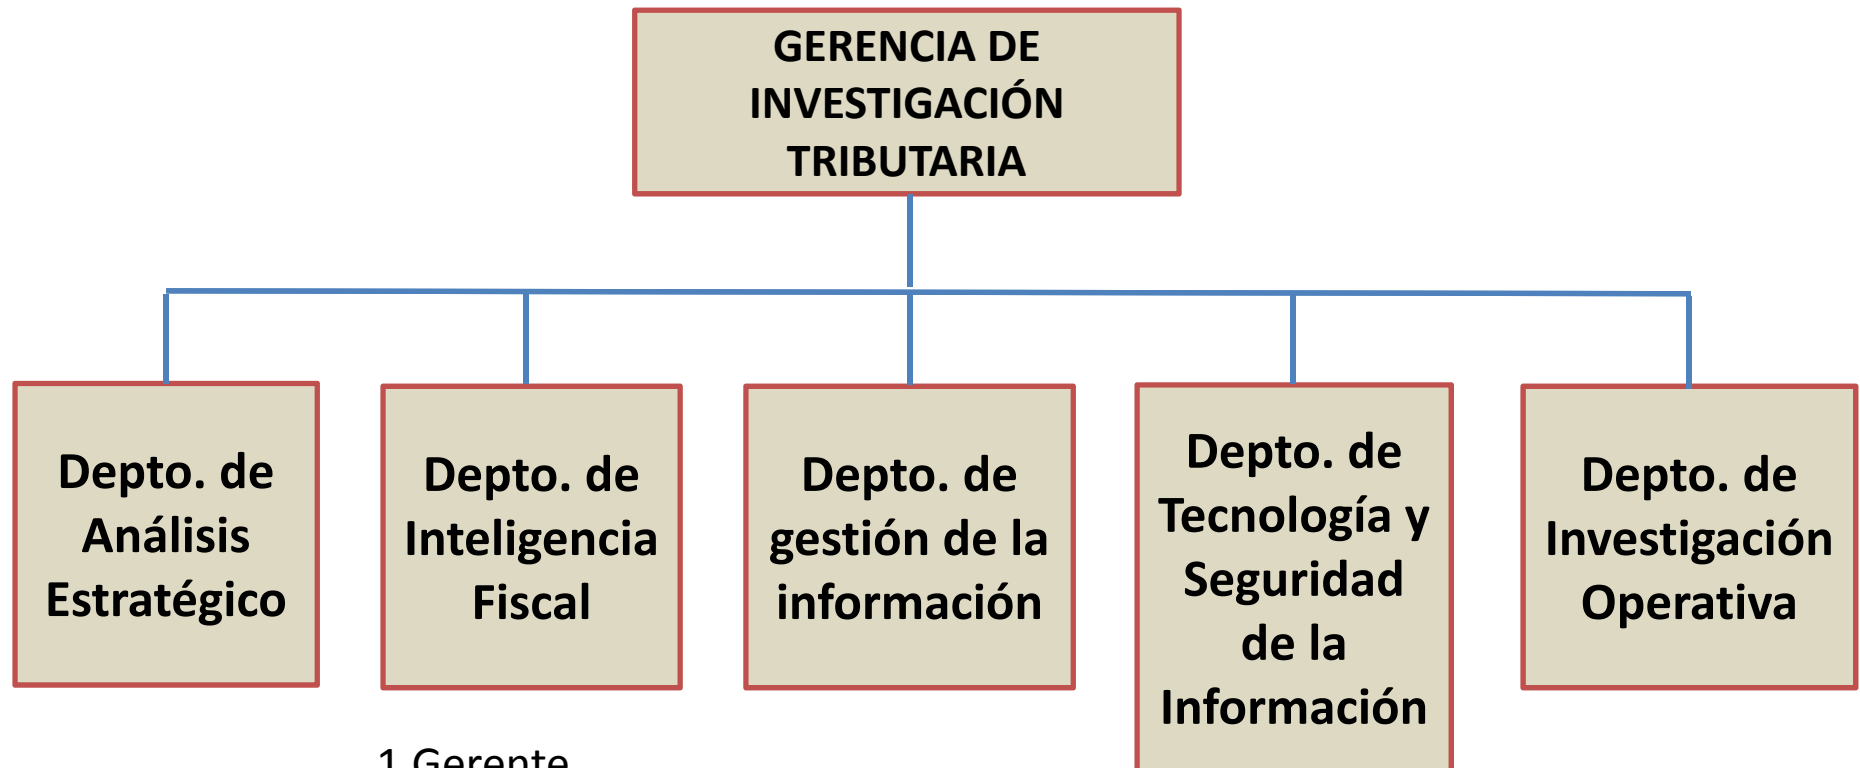 GERENCIA DE
INVESTIGACIÓN
TRIBUTARIA
Depto. de
Análisis
Estratégico
Depto. de
Inteligencia
Fiscal
Depto. de
gestión de la
información
Depto. de
Tecnología y
Seguridad
de la
Información
Depto. de
Investigación
Operativa
1 Gerente